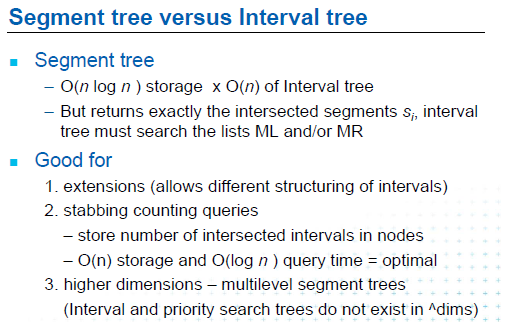 Segment tree versus Interval tree
Segment tree
– O(n log n ) storage x O(n) of Interval tree
– But returns exactly the intersected segments si, interval
tree must search the lists ML and/or MR
Good for
1. extensions (allows different structuring of intervals)
2. stabbing counting queries
– store number of intersected intervals in nodes
– O(n) storage and O(log n ) query time = optimal
3. higher dimensions – multilevel segment trees
(Interval and priority search trees do not exist in ^dims)